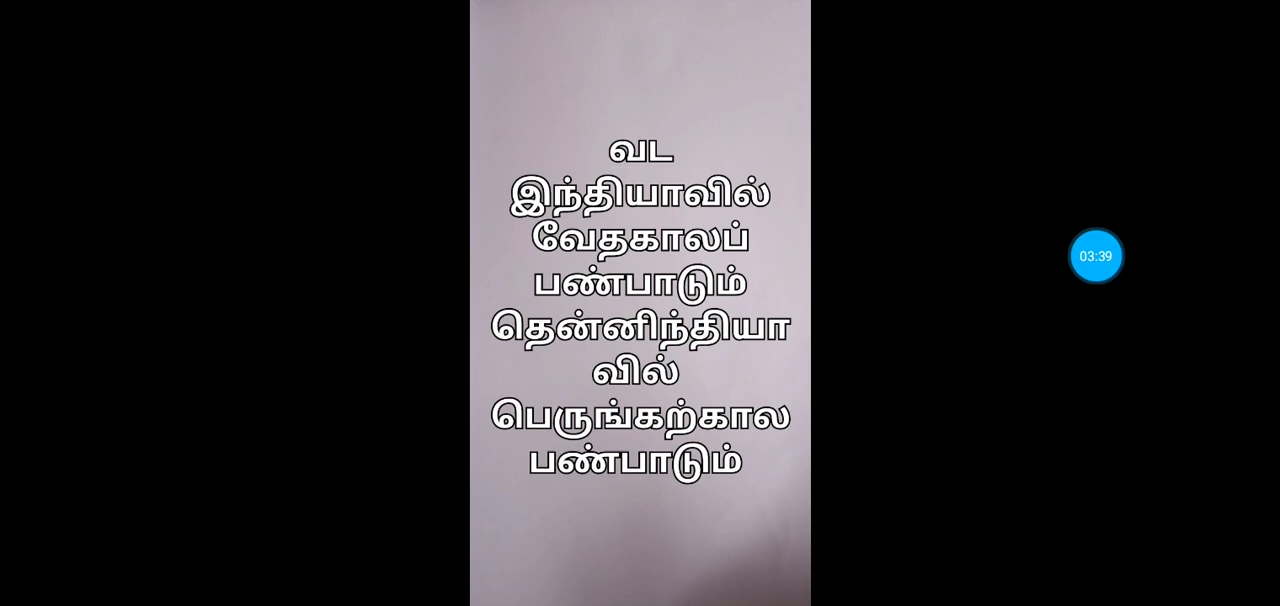 வட
இந்தியாவில்
வேதகாலப்
பண்பாடும்
தென்னிந்தியா
வில்
பெருங்கற்கால
பண்பாடும்
03:39